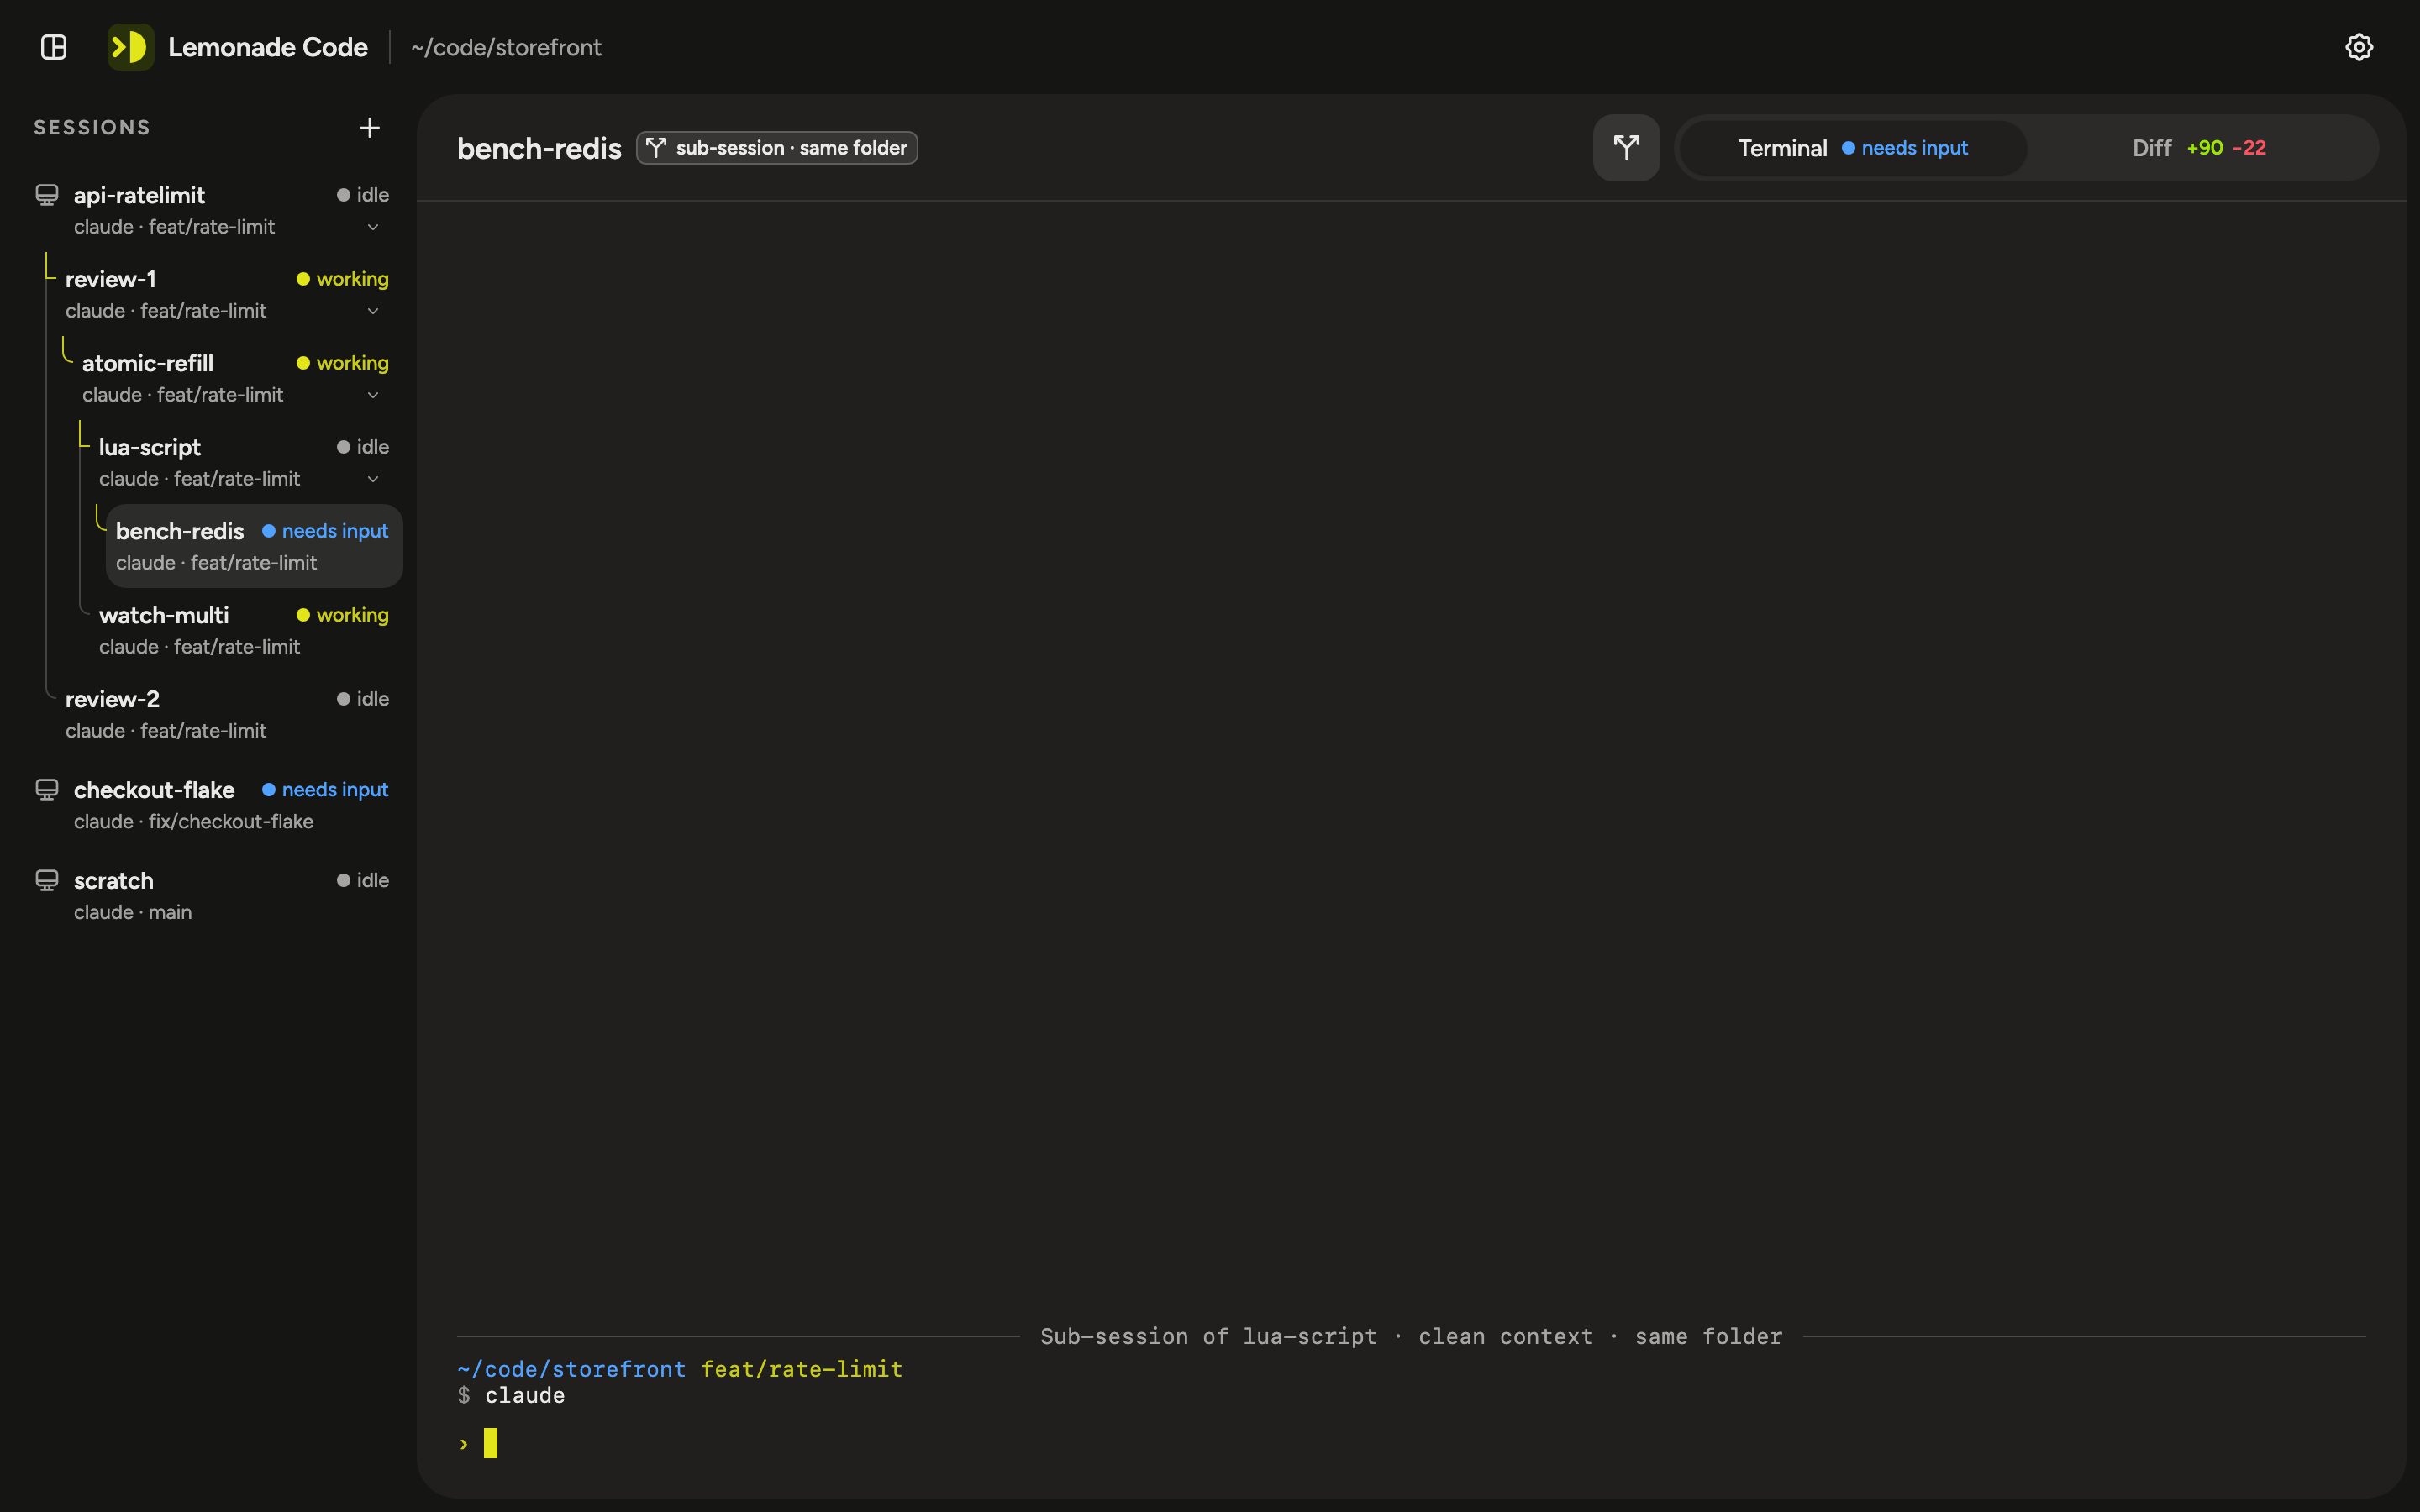 Lemonade Code
~/code/storefront
SESSIONS
api-ratelimit idle
claude · feat/rate-limit
review-1 working
claude · feat/rate-limit
atomic-refill working
claude · feat/rate-limit
lua-script idle
claude · feat/rate-limit
bench-redis needs input
claude · feat/rate-limit
watch-multi working
claude · feat/rate-limit
review-2 idle
claude · feat/rate-limit
checkout-flake needs input
claude · fix/checkout-flake
scratch idle
claude · main
bench-redis sub-session · same folder
Terminal needs input
Diff +90 -22
Sub-session of lua-script · clean context · same folder
~/code/storefront feat/rate-limit
$ claude
›